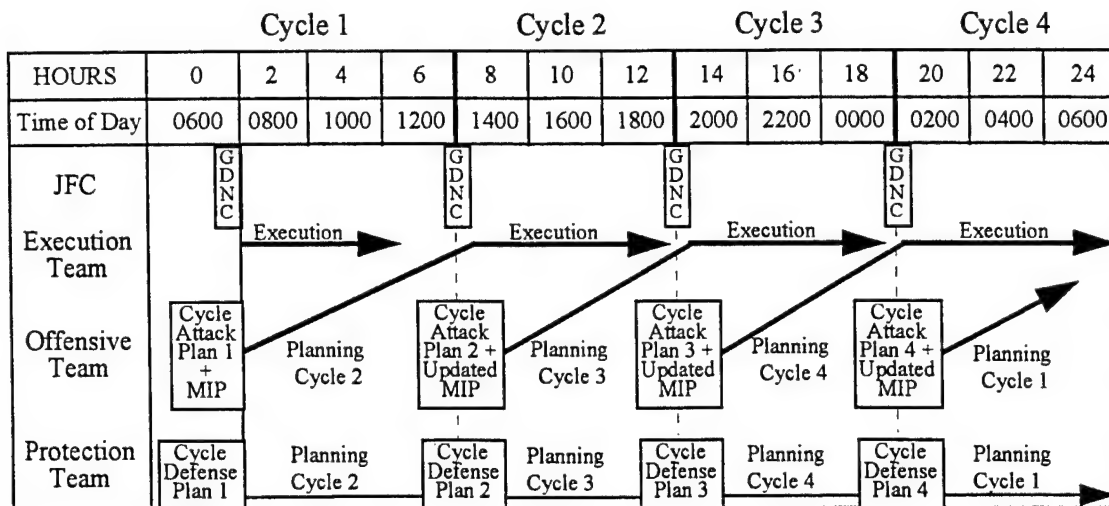 Cycle 1 Cycle 2 Cycle 3 Cycle 4
HOURS 0 2 4 6 8 10 12 14 16 18 20 22 24
Time of Day 0600 0800 1000 1200 1400 1600 1800 2000 2200 0000 0200 0400 0600
JFC
GDNC
GDNC
GDNC
GDNC
Execution
Team
Execution
Execution
Execution
Execution
Offensive
Team
Cycle
Attack
Plan 1
+
MIP
Planning
Cycle 2
Cycle
Attack
Plan 2 +
Updated
MIP
Planning
Cycle 3
Cycle
Attack
Plan 3 +
Updated
MIP
Planning
Cycle 4
Cycle
Attack
Plan 4 +
Updated
MIP
Planning
Cycle 1
Protection
Team
Cycle
Defense
Plan 1
Planning
Cycle 2
Cycle
Defense
Plan 2
Planning
Cycle 3
Cycle
Defense
Plan 3
Planning
Cycle 4
Cycle
Defense
Plan 4
Planning
Cycle 1